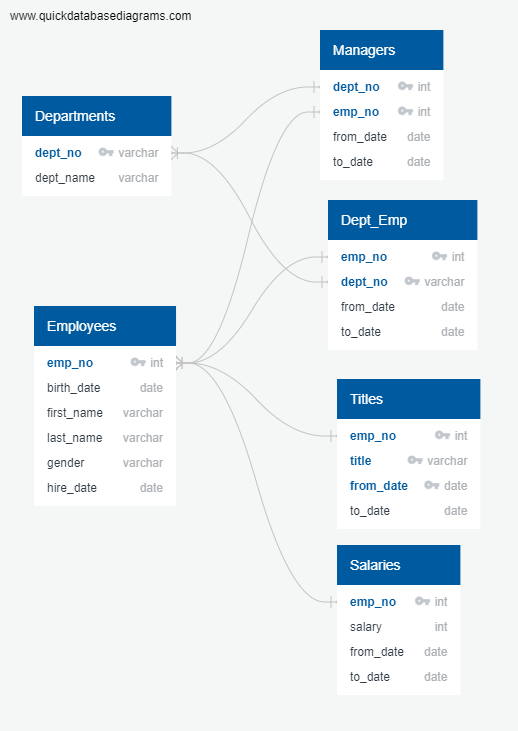 www.quickdatabasediagrams.com
Managers
dept_no int
emp_no int
from_date date
to_date date
Departments
dept_no varchar
dept_name varchar
Dept_Emp
emp_no int
dept_no varchar
from_date date
to_date date
Employees
emp_no int
birth_date date
first_name varchar
last_name varchar
gender varchar
hire_date date
Titles
emp_no int
title varchar
from_date date
to_date date
Salaries
emp_no int
salary int
from_date date
to_date date